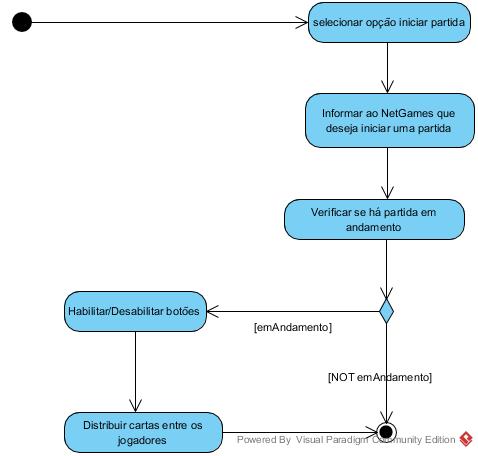 selecionar opção iniciar partida
Informar ao NetGames que
deseja iniciar uma partida
Verificar se há partida em
andamento
Habilitar/Desabilitar botões
[emAndamento]
[NOT emAndamento]
Distribuir cartas entre os
jogadores
Powered By Visual Paradigm Community Edition